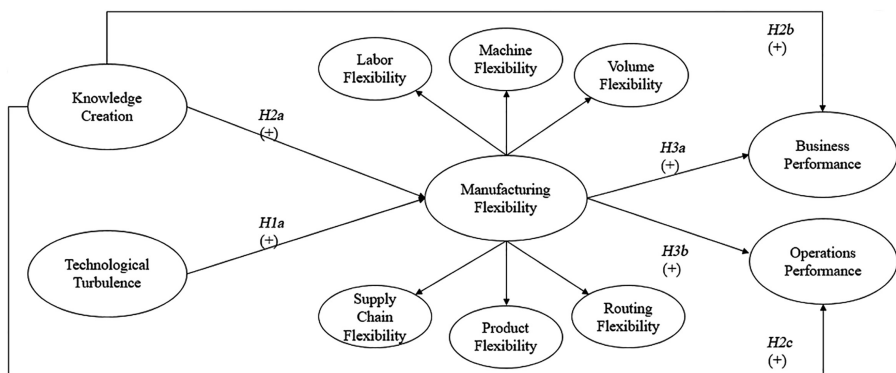 H2b
(+)
Labor
Flexibility
Machine
Flexibility
Volume
Flexibility
Knowledge
Creation
H2a
(+)
H3a
(+)
Business
Performance
Manufacturing
Flexibility
H1a
(+)
Technological
Turbulence
H3b
(+)
Operations
Performance
Supply
Chain
Flexibility
Product
Flexibility
Routing
Flexibility
H2c
(+)